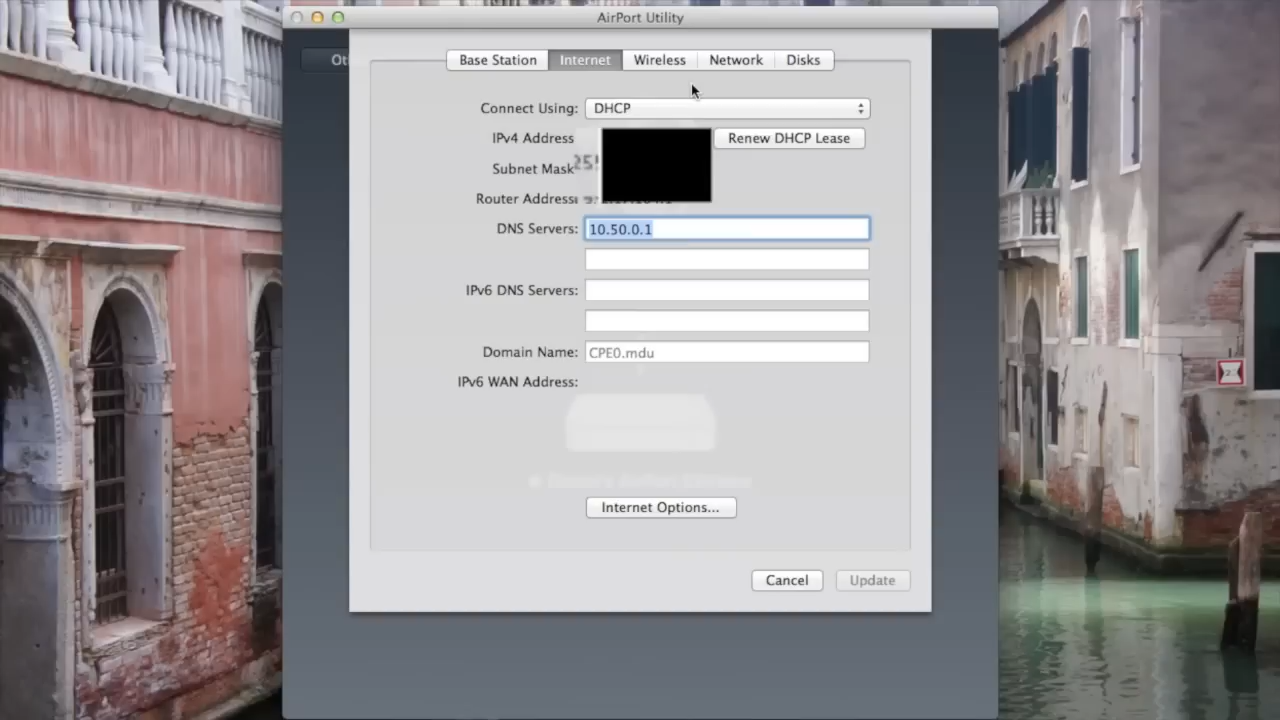 AirPort Utility
Base Station Internet Wireless Network Disks
Connect Using: DHCP
IPv4 Address Renew DHCP Lease
Subnet Mask
Router Address
DNS Servers: 10.50.0.1
IPv6 DNS Servers:
Domain Name: CPE0.mdu
IPv6 WAN Address:
Internet Options...
Cancel Update